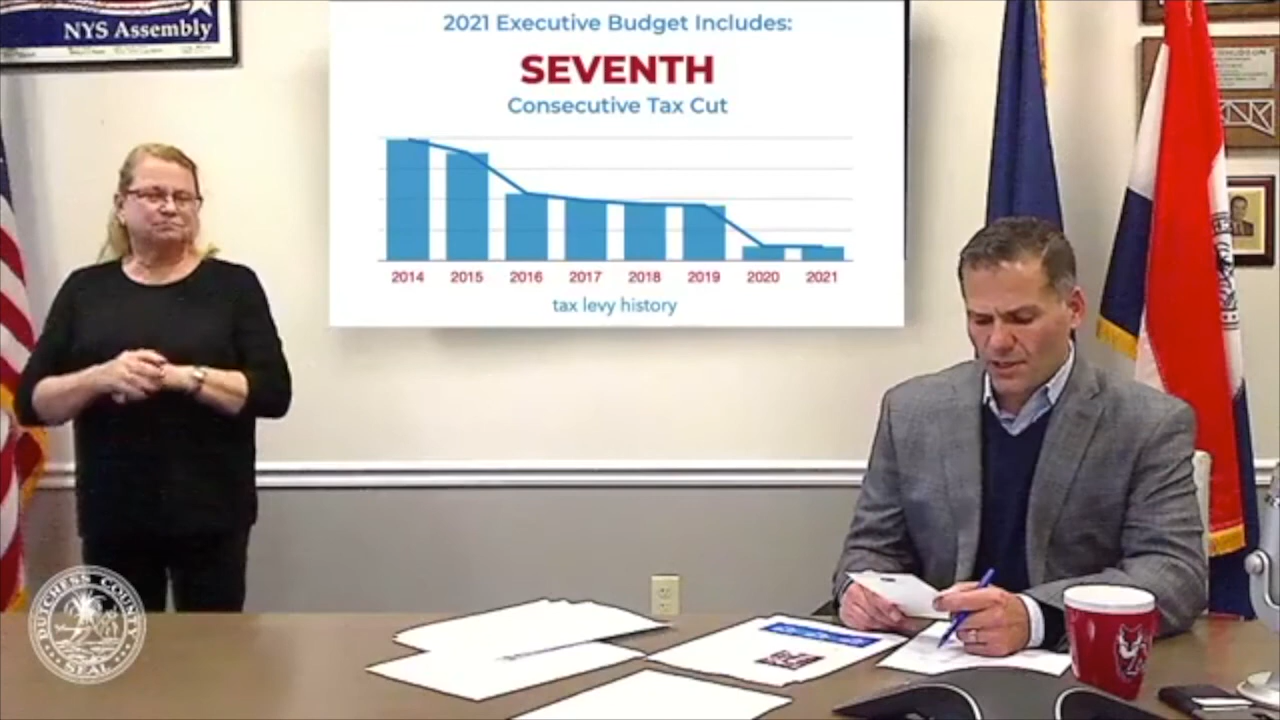 NYS Assembly
2021 Executive Budget Includes:
SEVENTH
Consecutive Tax Cut
2014 2015 2016 2017 2018 2019 2020 2021
tax levy history
DUTCHESS COUNTY
SEAL